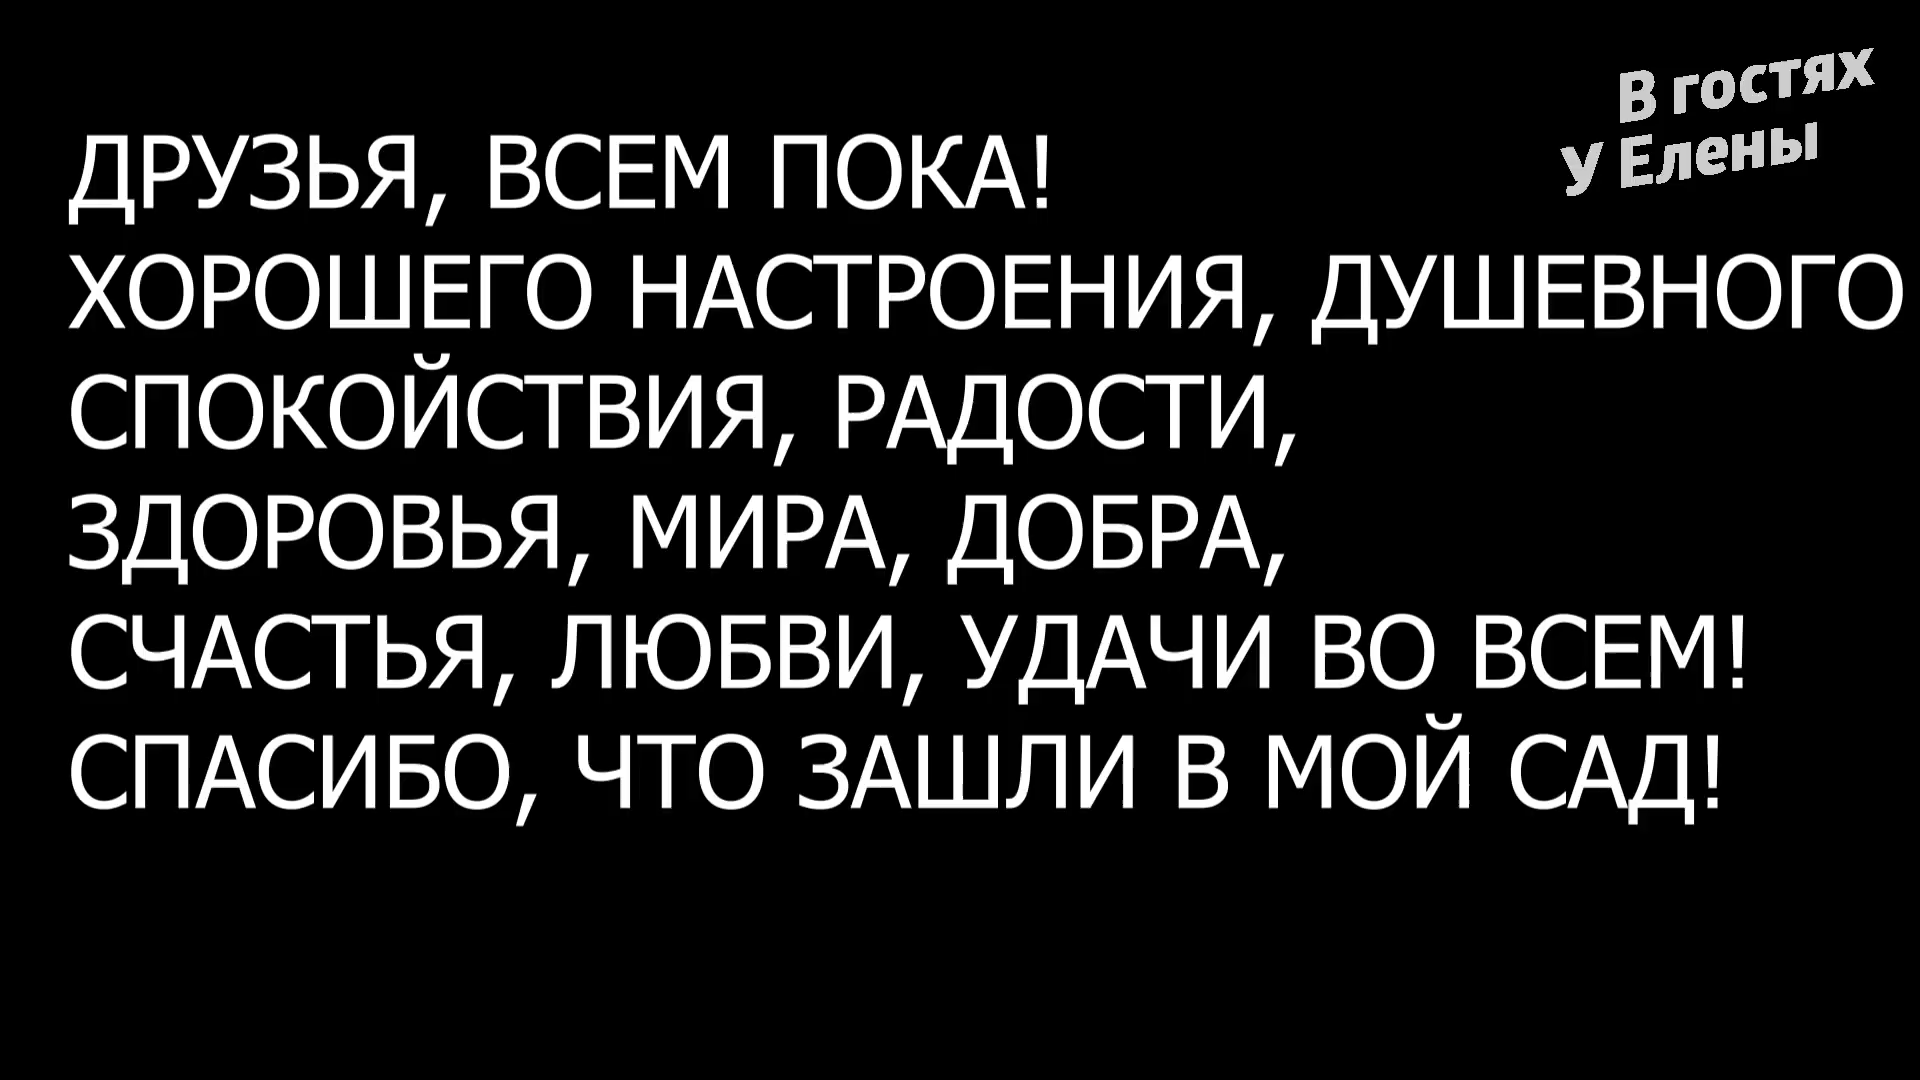 В гостях
у Елены
ДРУЗЬЯ, ВСЕМ ПОКА!
ХОРОШЕГО НАСТРОЕНИЯ, ДУШЕВНОГО
СПОКОЙСТВИЯ, РАДОСТИ,
ЗДОРОВЬЯ, МИРА, ДОБРА,
СЧАСТЬЯ, ЛЮБВИ, УДАЧИ ВО ВСЕМ!
СПАСИБО, ЧТО ЗАШЛИ В МОЙ САД!